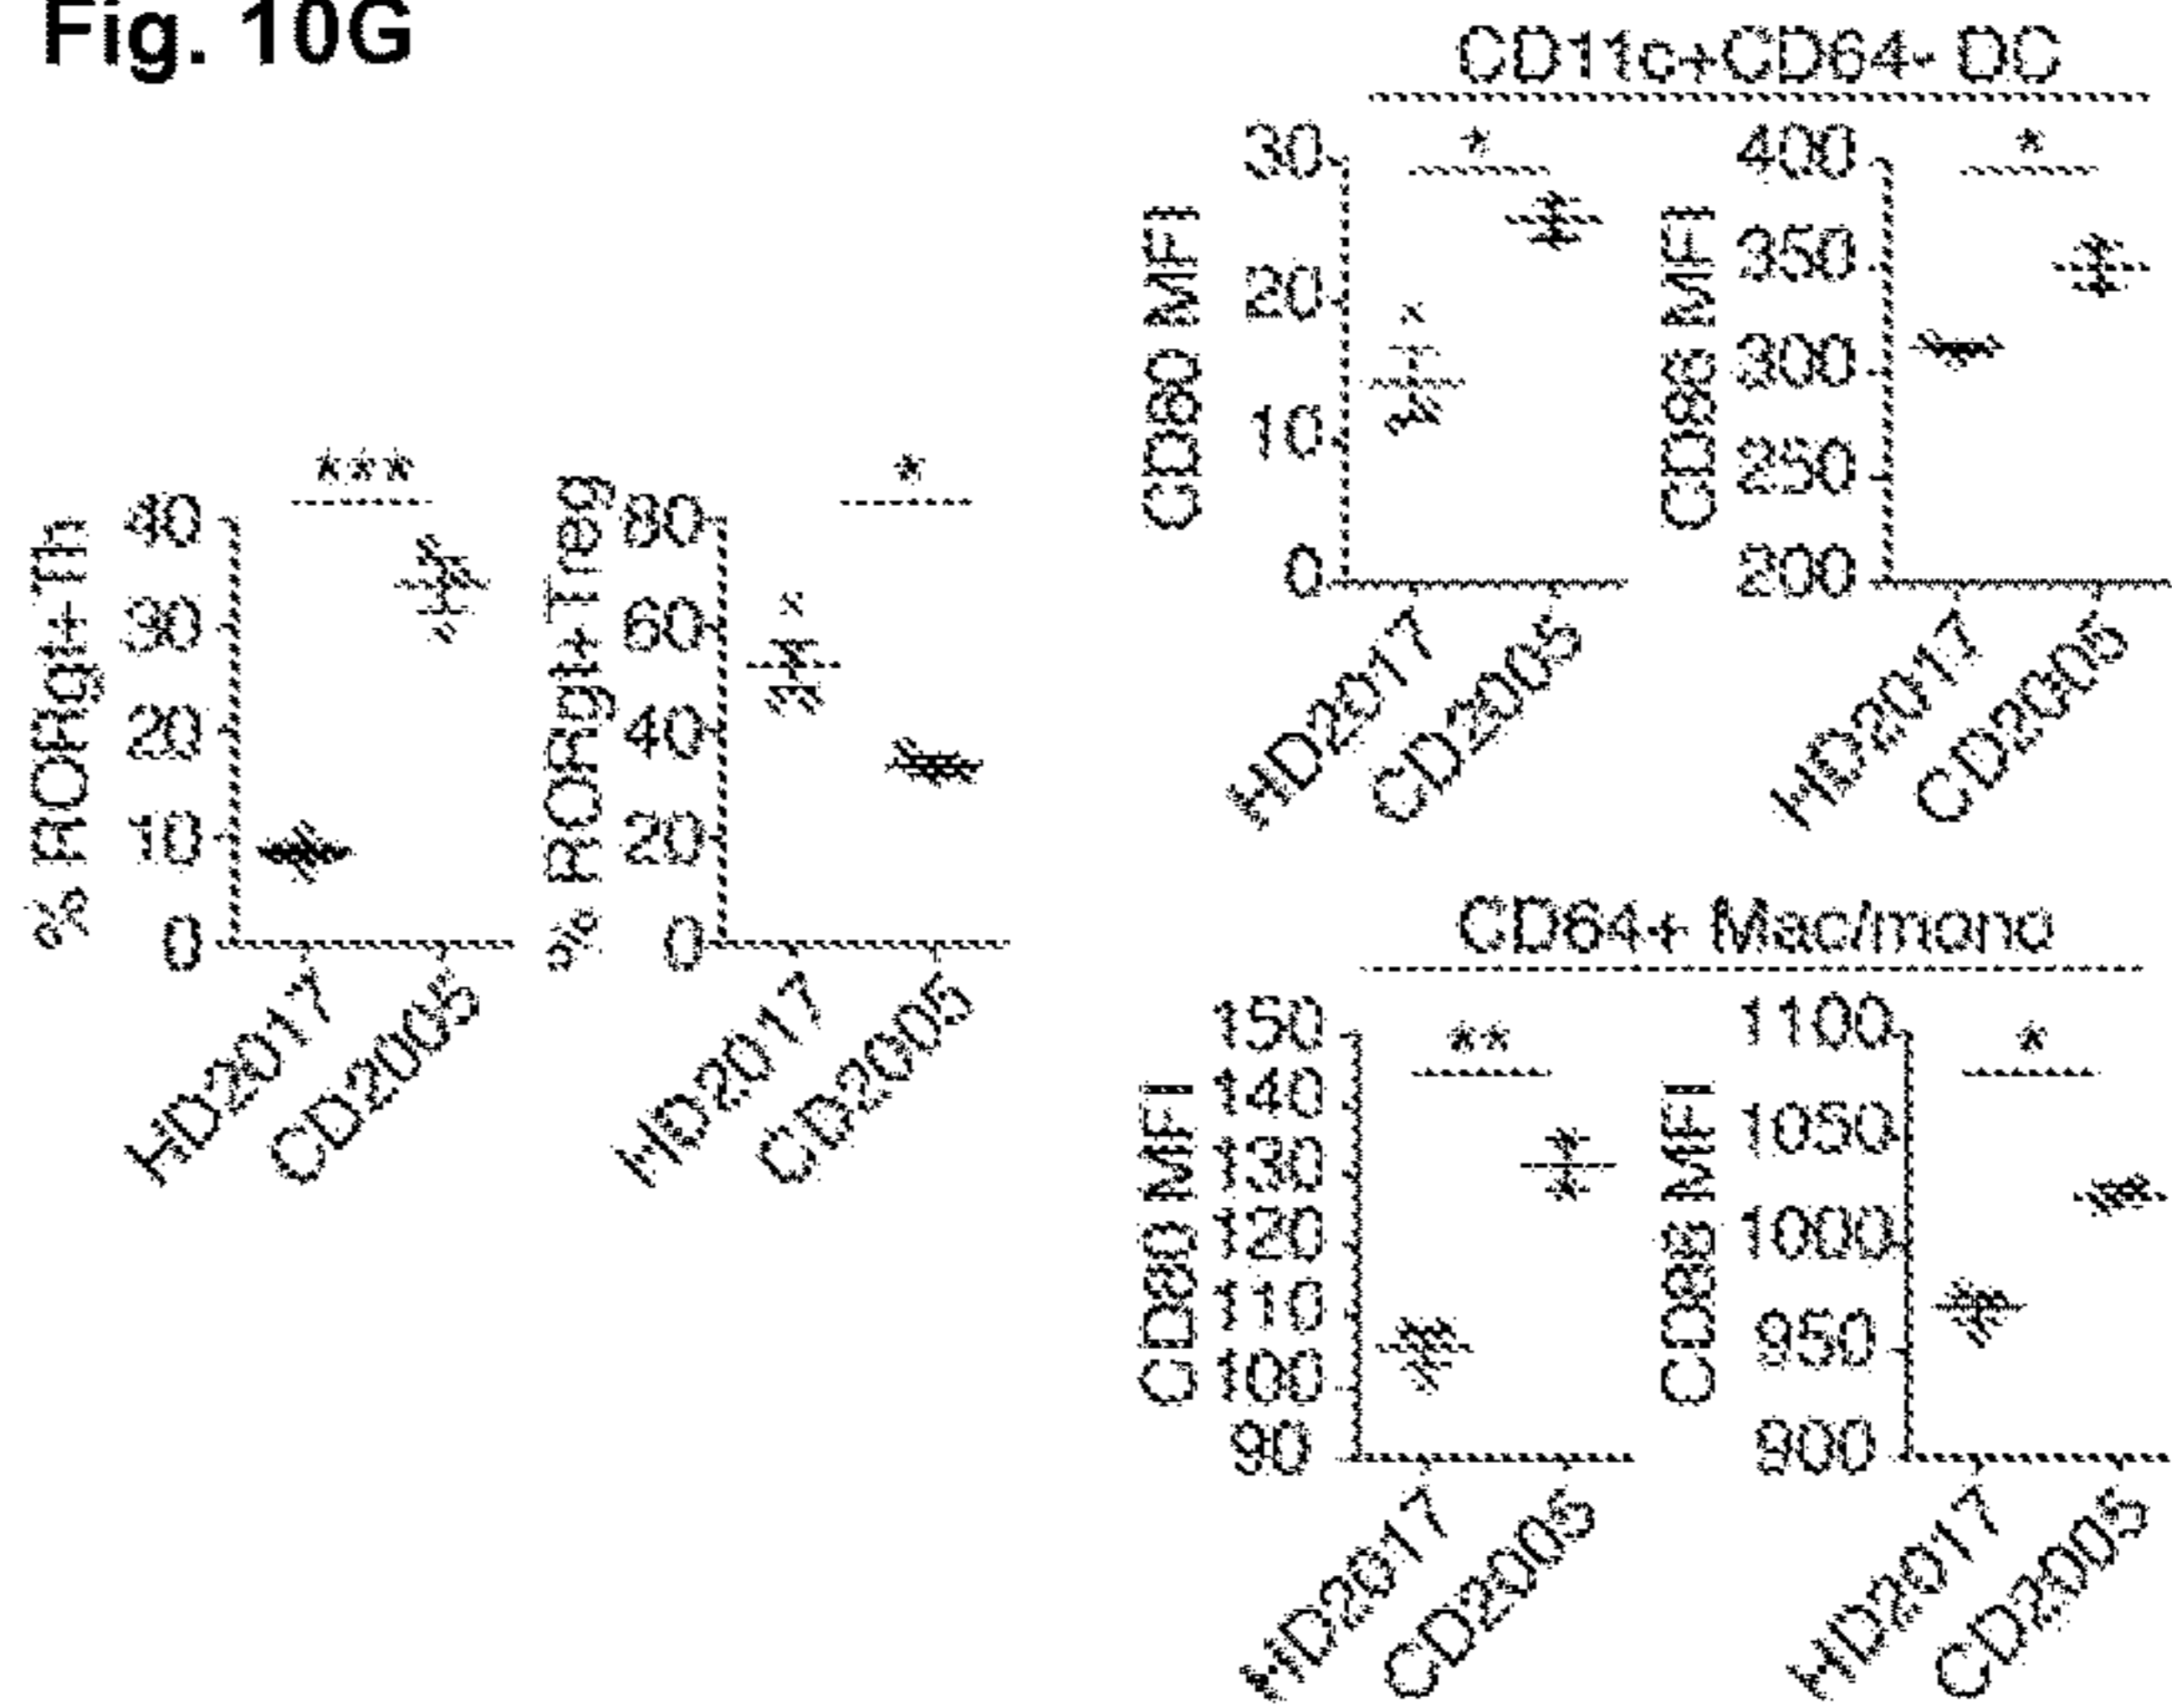 Fig. 10G
% RORgt+Th
40
30
20
10
0
***
HD2017
CD2005
% RORgt+Treg
80
60
40
20
0
*
HD2017
CD2005
CD11c+CD64- DC
CD80 MFI
30
20
10
0
*
HD2017
CD2005
CD86 MFI
400
350
300
250
200
*
HD2017
CD2005
CD64+ Mac/mono
CD80 MFI
150
140
130
120
110
100
90
**
HD2017
CD2005
CD86 MFI
1100
1050
1000
950
900
*
HD2017
CD2005